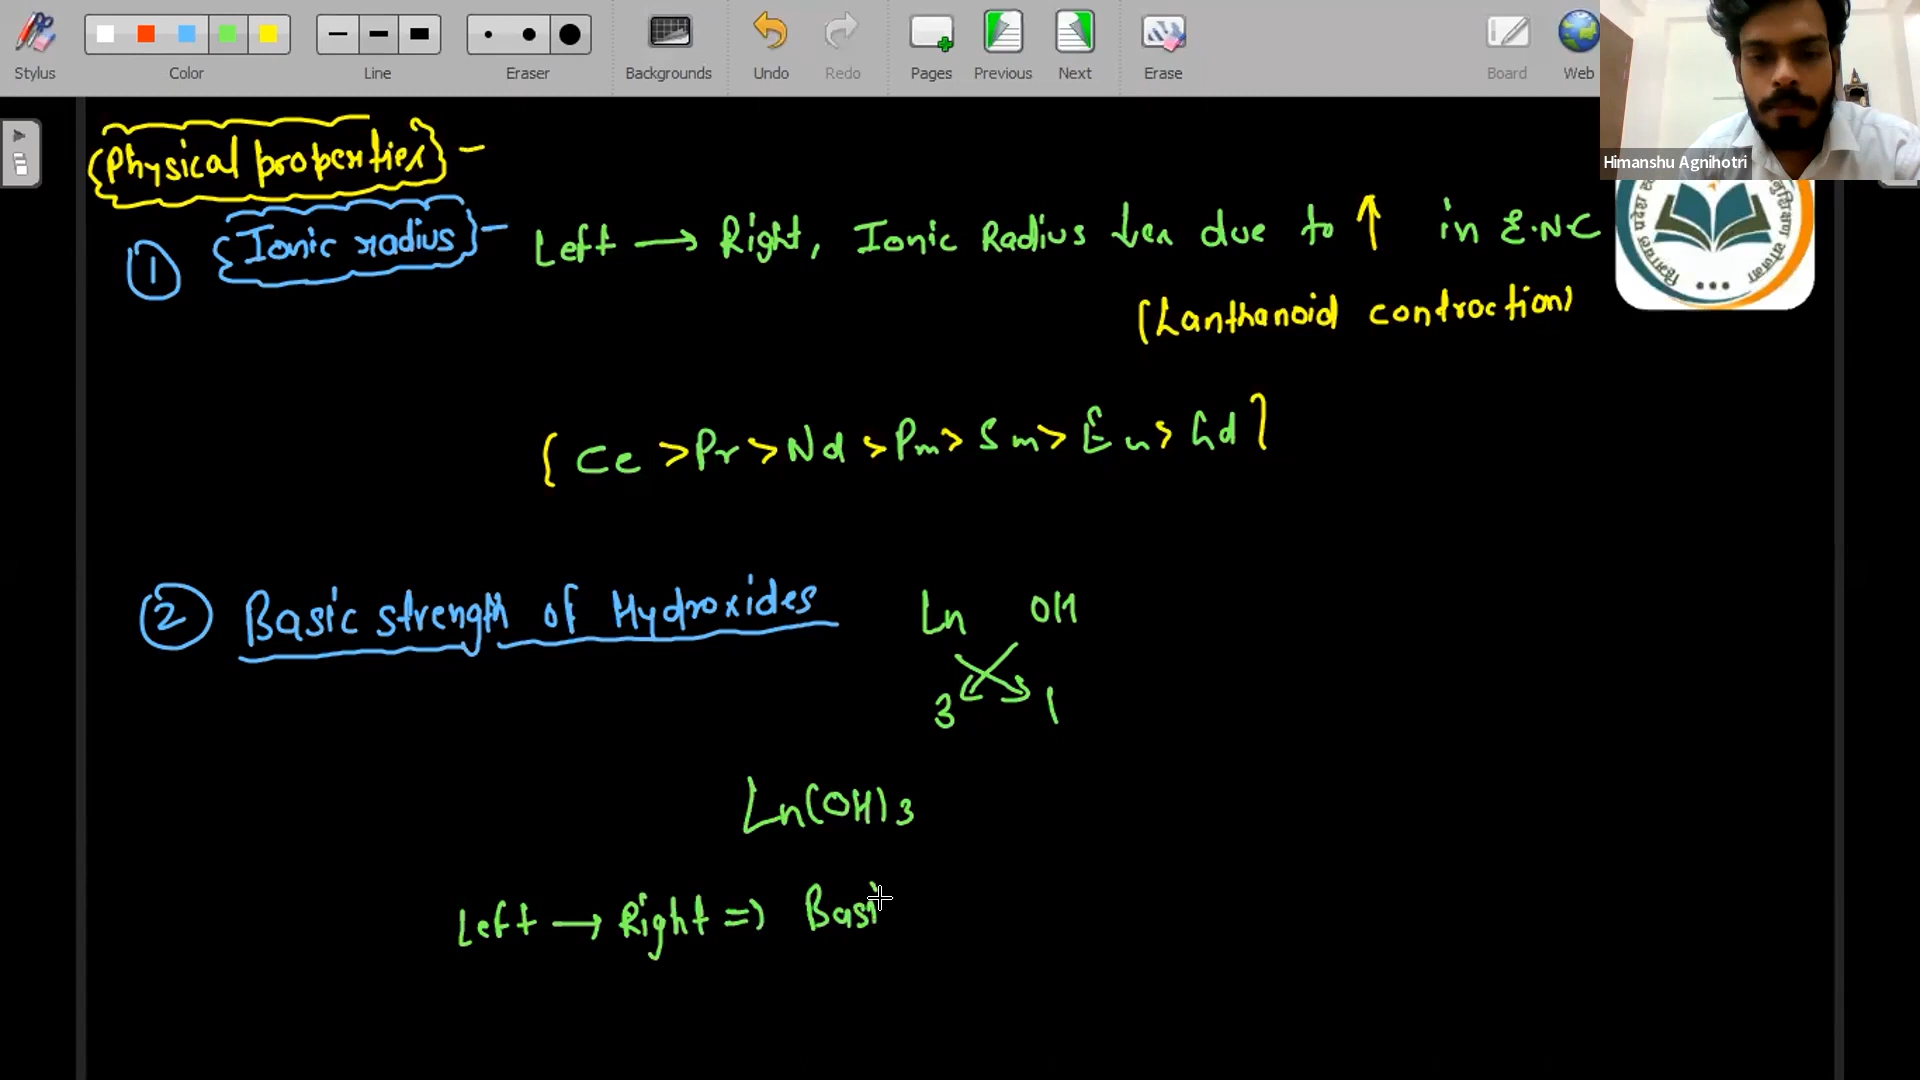 Stylus Color Line Eraser Backgrounds Undo Redo Pages Previous Next Erase Board Web
Himanshu Agnihotri
{Physical properties} -
① {Ionic radius} - Left → Right, Ionic Radius ↓es due to ↑ in E.N.C
(Lanthanoid contraction)
{ Ce > Pr > Nd > Pm > Sm > Eu > Gd }
② Basic strength of Hydroxides
Ln OH
3 1
Ln(OH)3
Left → Right => Basi